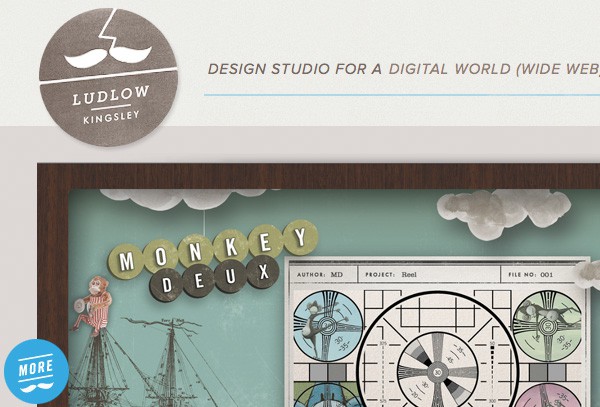 LUDLOW
KINGSLEY
DESIGN STUDIO FOR A DIGITAL WORLD (WIDE WEB)
MONKEY
DEUX
AUTHOR: MD
PROJECT: Reel
FILE NO: 001
MORE